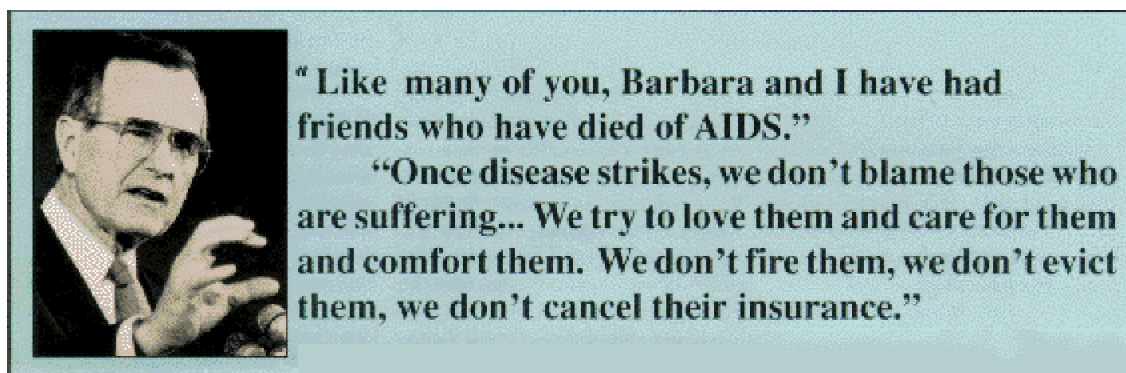 “ Like many of you, Barbara and I have had
friends who have died of AIDS.”
“Once disease strikes, we don’t blame those who
are suffering... We try to love them and care for them
and comfort them. We don’t fire them, we don’t evict
them, we don’t cancel their insurance.”